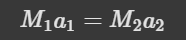 M₁a₁ = M₂a₂